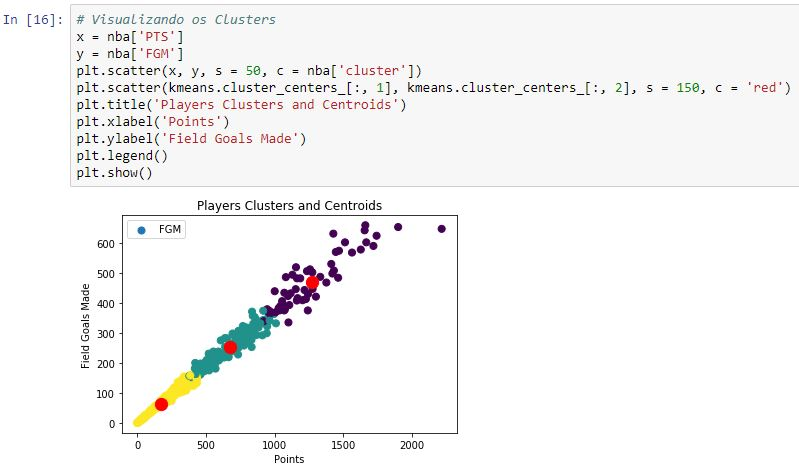 In [16]: # Visualizando os Clusters
x = nba['PTS']
y = nba['FGM']
plt.scatter(x, y, s = 50, c = nba['cluster'])
plt.scatter(kmeans.cluster_centers_[:, 1], kmeans.cluster_centers_[:, 2], s = 150, c = 'red')
plt.title('Players Clusters and Centroids')
plt.xlabel('Points')
plt.ylabel('Field Goals Made')
plt.legend()
plt.show()
Players Clusters and Centroids
FGM
600
500
400
300
200
100
0
Field Goals Made
0 500 1000 1500 2000
Points